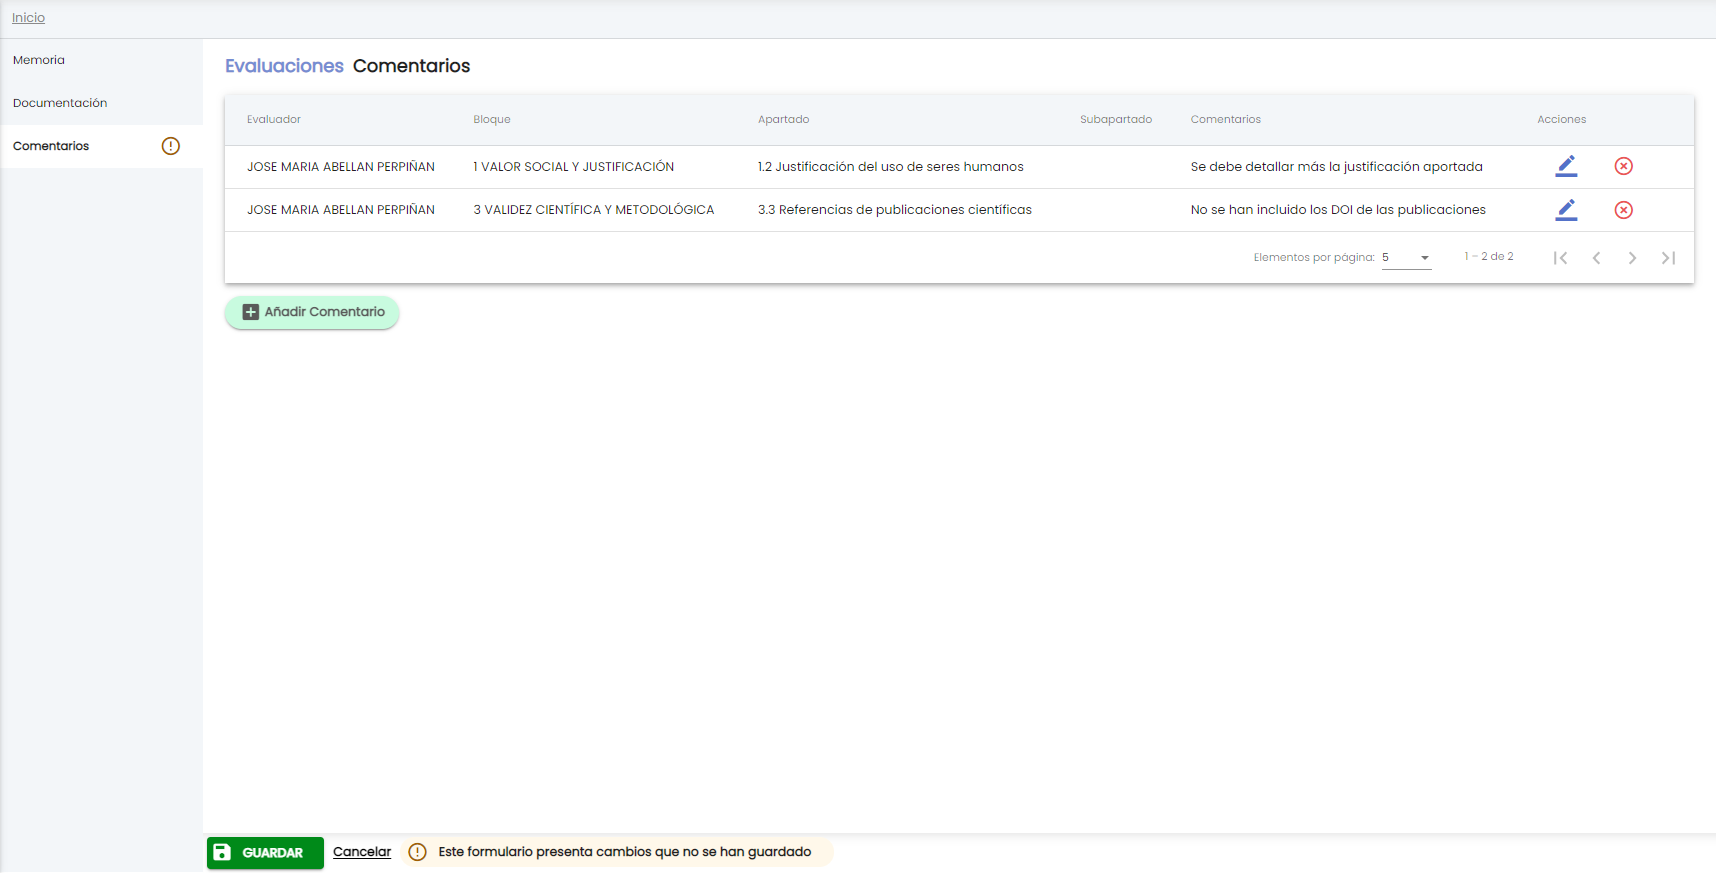 Inicio
Memoria
Documentación
Comentarios
Evaluaciones Comentarios
Evaluador Bloque Apartado Subapartado Comentarios Acciones
JOSE MARIA ABELLAN PERPIÑAN 1 VALOR SOCIAL Y JUSTIFICACIÓN 1.2 Justificación del uso de seres humanos Se debe detallar más la justificación aportada
JOSE MARIA ABELLAN PERPIÑAN 3 VALIDEZ CIENTÍFICA Y METODOLÓGICA 3.3 Referencias de publicaciones científicas No se han incluido los DOI de las publicaciones
Elementos por página: 5 1 – 2 de 2
Añadir Comentario
GUARDAR Cancelar Este formulario presenta cambios que no se han guardado